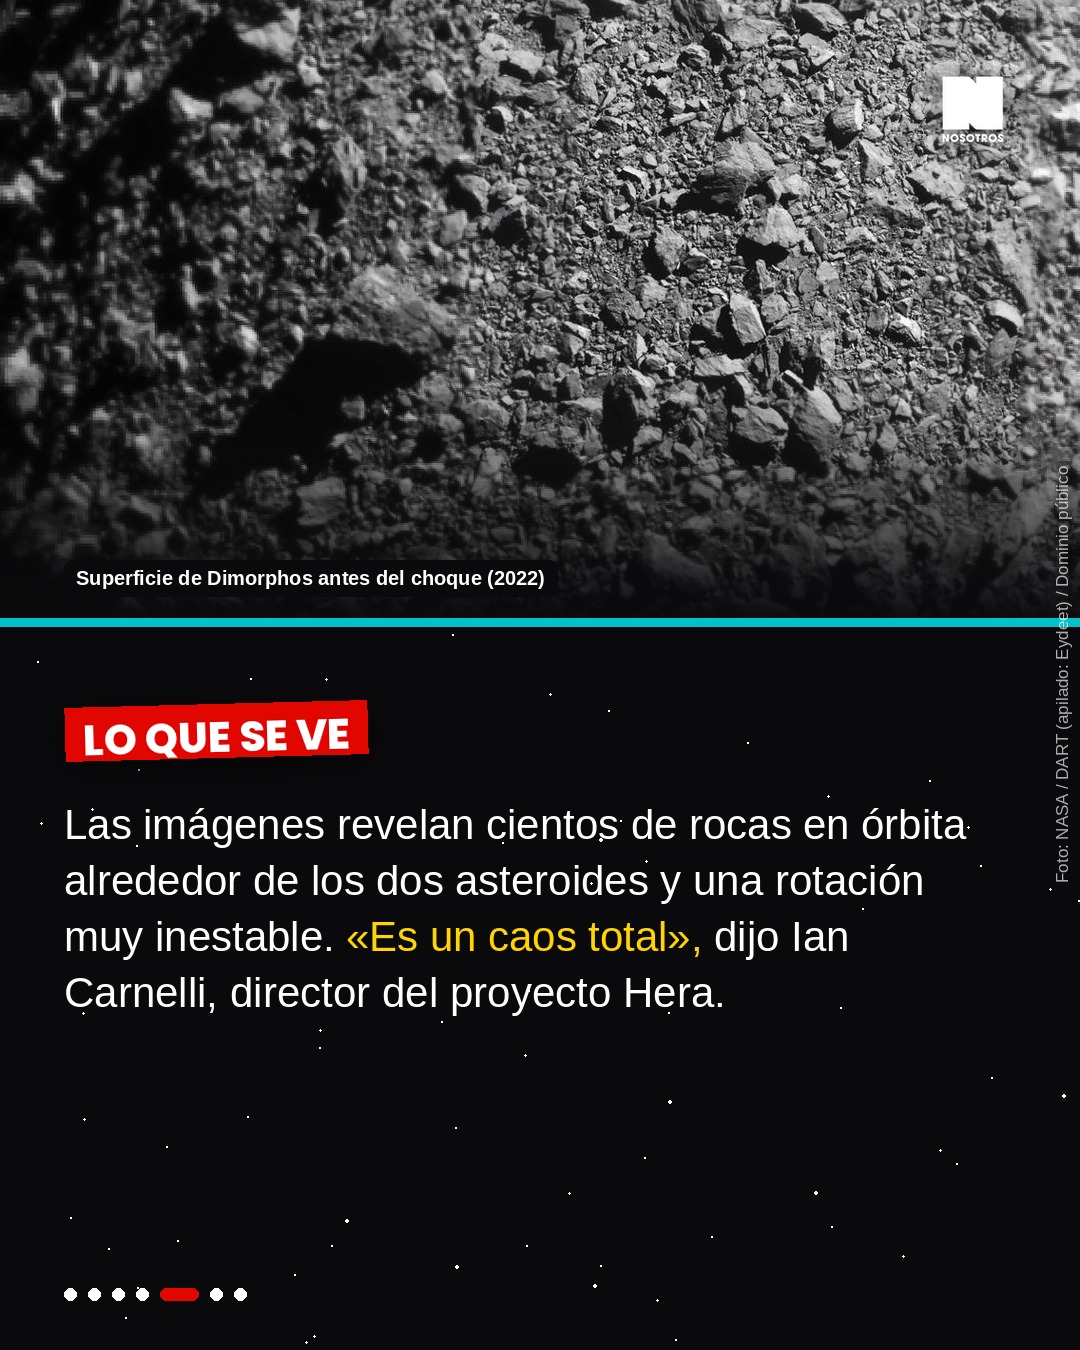 NOSOTROS
Superficie de Dimorphos antes del choque (2022)
Foto: NASA / DART (apilado: Eydeet) / Dominio público
LO QUE SE VE
Las imágenes revelan cientos de rocas en órbita
alrededor de los dos asteroides y una rotación
muy inestable. «Es un caos total», dijo Ian
Carnelli, director del proyecto Hera.